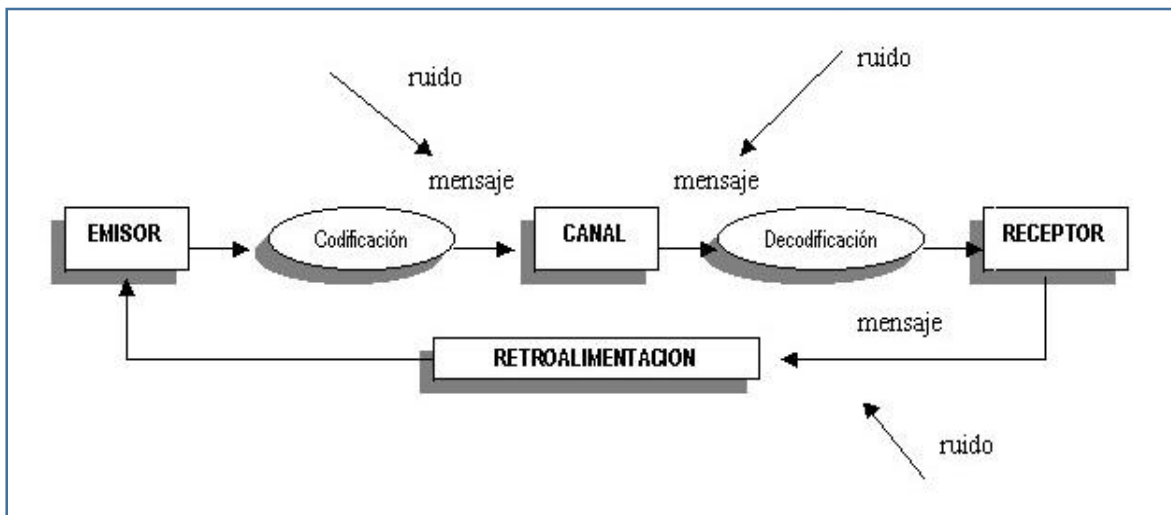 ruido
ruido
mensaje
mensaje
EMISOR
Codificación
CANAL
Decodificación
RECEPTOR
mensaje
RETROALIMENTACION
ruido